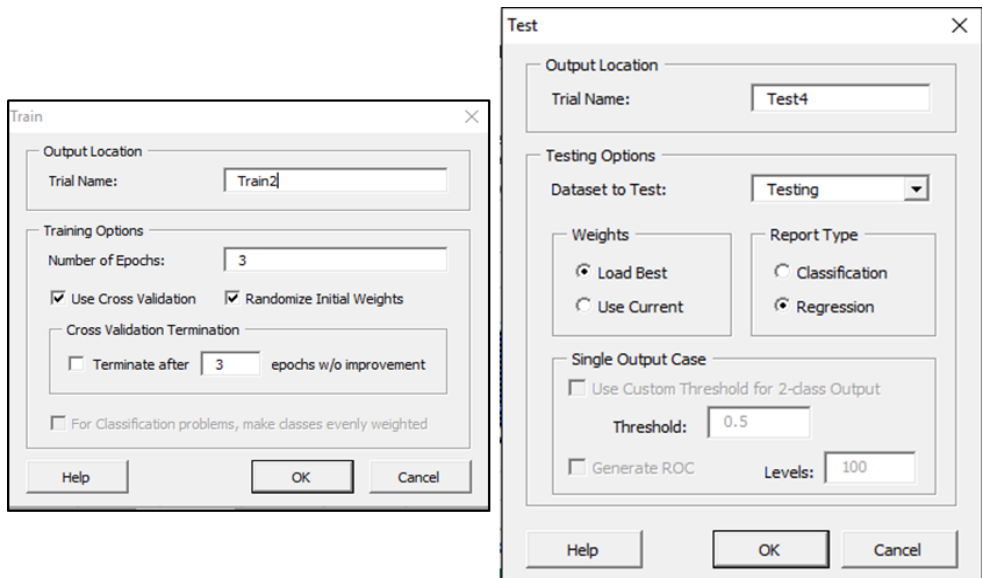 Train
Output Location
Trial Name: Train2
Training Options
Number of Epochs: 3
Use Cross Validation Randomize Initial Weights
Cross Validation Termination
Terminate after 3 epochs w/o improvement
For Classification problems, make classes evenly weighted
Help OK Cancel
Test
Output Location
Trial Name: Test4
Testing Options
Dataset to Test: Testing
Weights Report Type
Load Best Classification
Use Current Regression
Single Output Case
Use Custom Threshold for 2-class Output
Threshold: 0.5
Generate ROC Levels: 100
Help OK Cancel